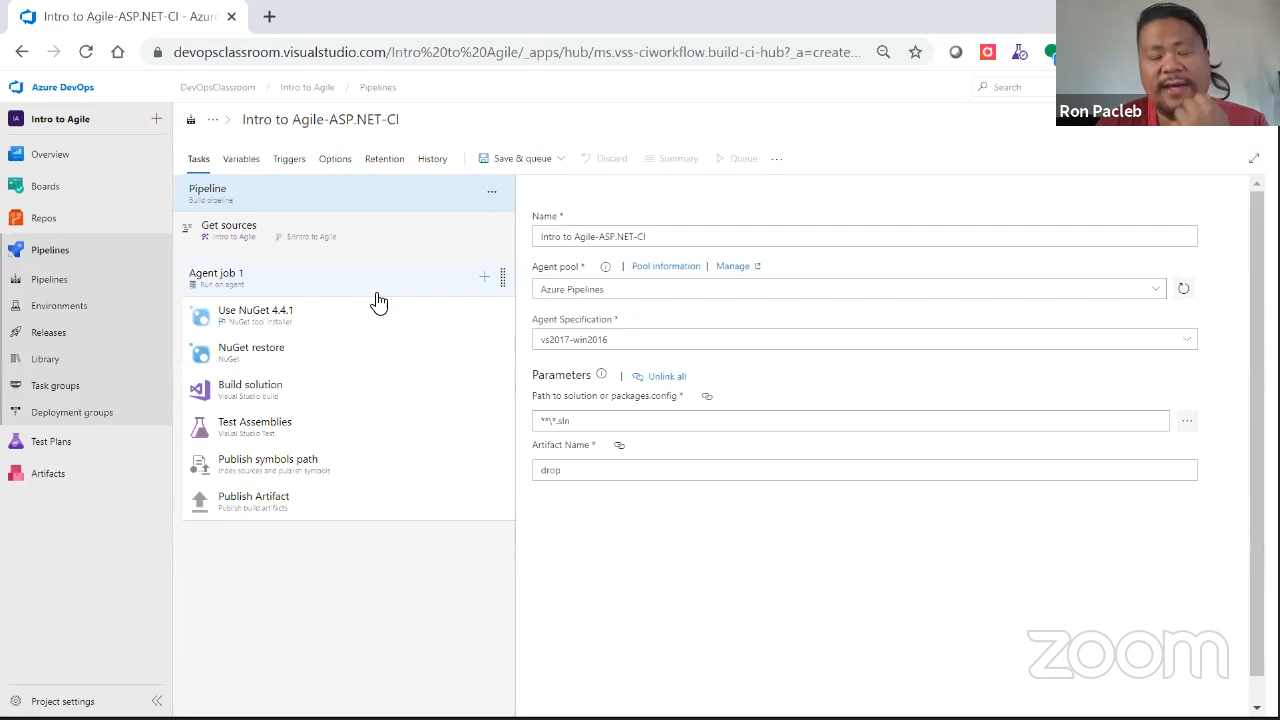 Intro to Agile-ASP.NET-CI - Azure
devopsclassroom.visualstudio.com/Intro%20to%20Agile/_apps/hub/ms.vss-ciworkflow.build-ci-hub?_a=create...
Azure DevOps
DevOpsClassroom / Intro to Agile / Pipelines
Search
Ron Pacleb
IA Intro to Agile
Overview
Boards
Repos
Pipelines
Pipelines
Environments
Releases
Library
Task groups
Deployment groups
Test Plans
Artifacts
Project settings
... > Intro to Agile-ASP.NET-CI
Tasks Variables Triggers Options Retention History Save & queue Discard Summary Queue ...
Pipeline
Build pipeline
Get sources
Intro to Agile $/Intro to Agile
Agent job 1
Run on agent
Use NuGet 4.4.1
NuGet tool installer
NuGet restore
NuGet
Build solution
Visual Studio build
Test Assemblies
Visual Studio Test
Publish symbols path
Index sources and publish symbols
Publish Artifact
Publish build artifacts
Name *
Intro to Agile-ASP.NET-CI
Agent pool * | Pool information | Manage
Azure Pipelines
Agent Specification *
vs2017-win2016
Parameters | Unlink all
Path to solution or packages.config *
**\*.sln
Artifact Name *
drop
zoom